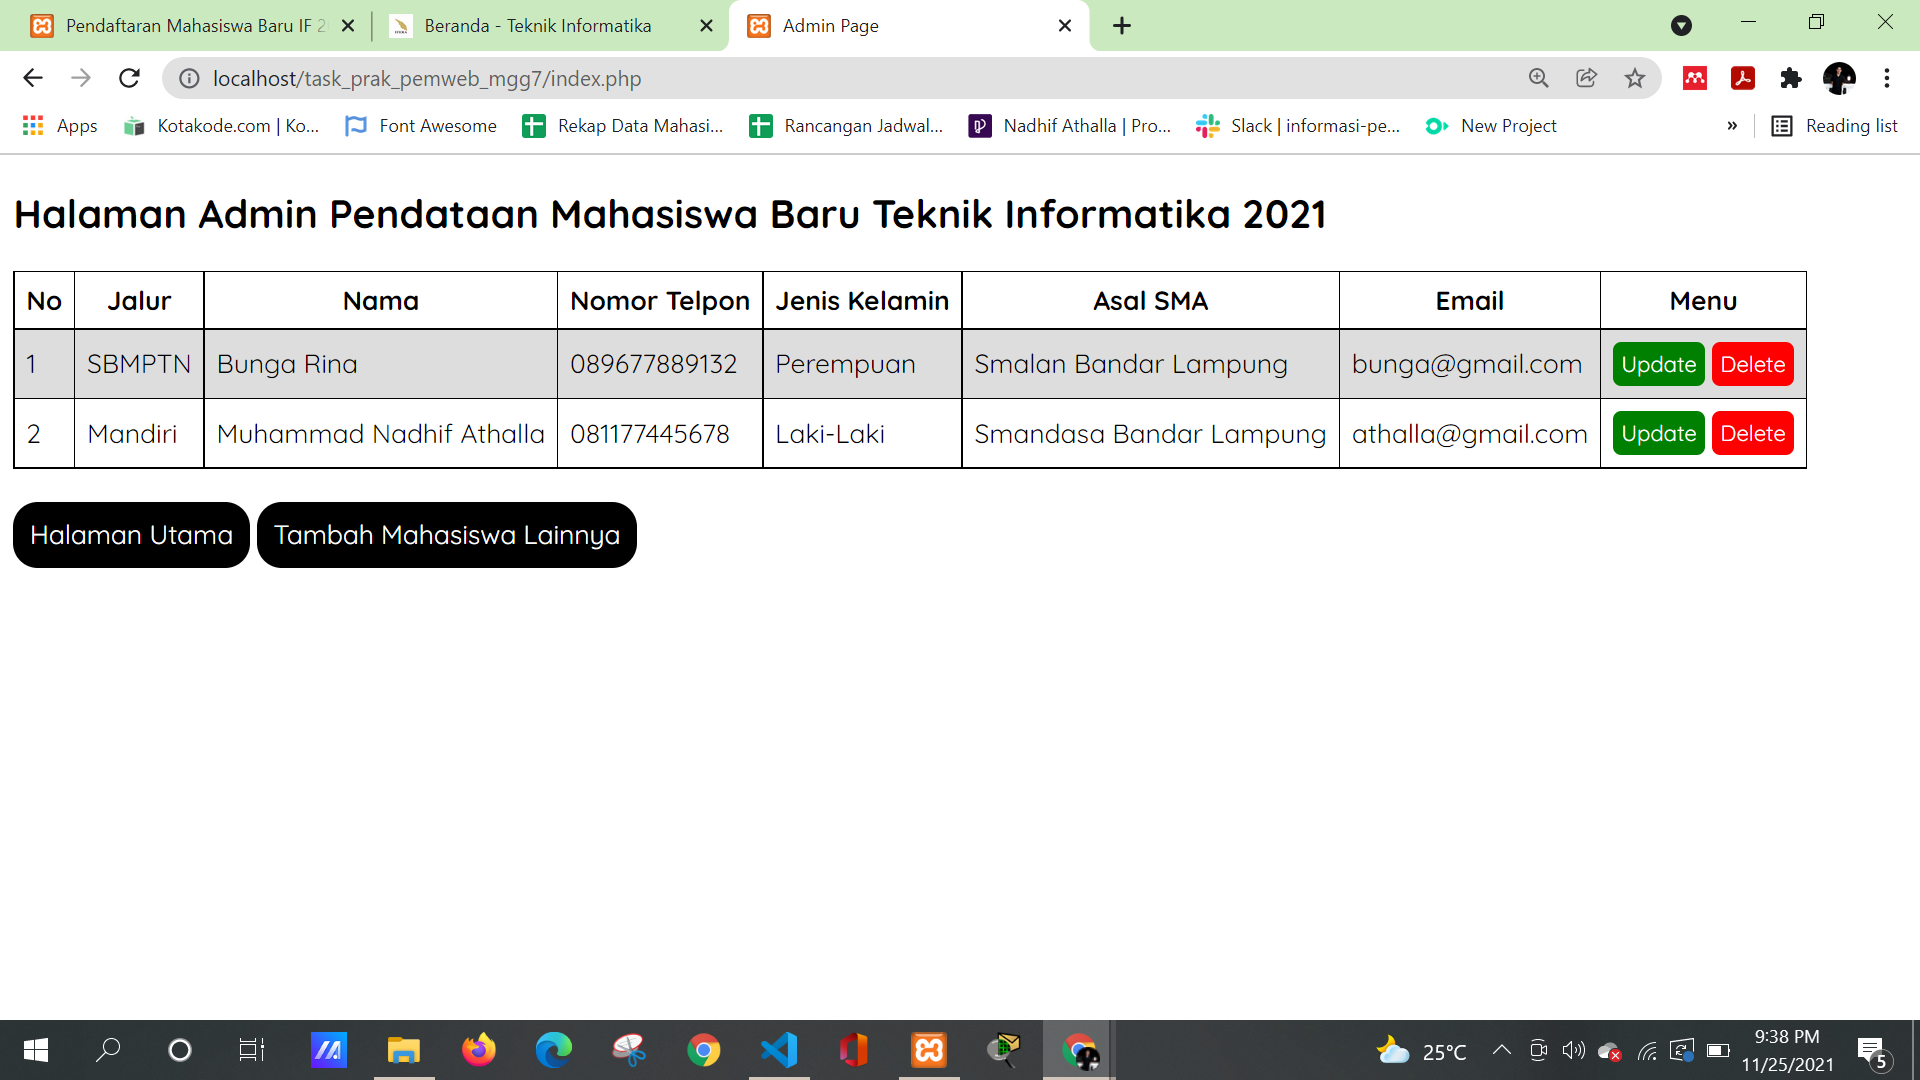 Pendaftaran Mahasiswa Baru IF 2
Beranda - Teknik Informatika
Admin Page
localhost/task_prak_pemweb_mgg7/index.php
Apps
Kotakode.com | Ko...
Font Awesome
Rekap Data Mahasi...
Rancangan Jadwal...
Nadhif Athalla | Pro...
Slack | informasi-pe...
New Project
»
Reading list
Halaman Admin Pendataan Mahasiswa Baru Teknik Informatika 2021
No Jalur Nama Nomor Telpon Jenis Kelamin Asal SMA Email Menu
1 SBMPTN Bunga Rina 089677889132 Perempuan Smalan Bandar Lampung bunga@gmail.com Update Delete
2 Mandiri Muhammad Nadhif Athalla 081177445678 Laki-Laki Smandasa Bandar Lampung athalla@gmail.com Update Delete
Halaman Utama Tambah Mahasiswa Lainnya
25°C
9:38 PM
11/25/2021
5